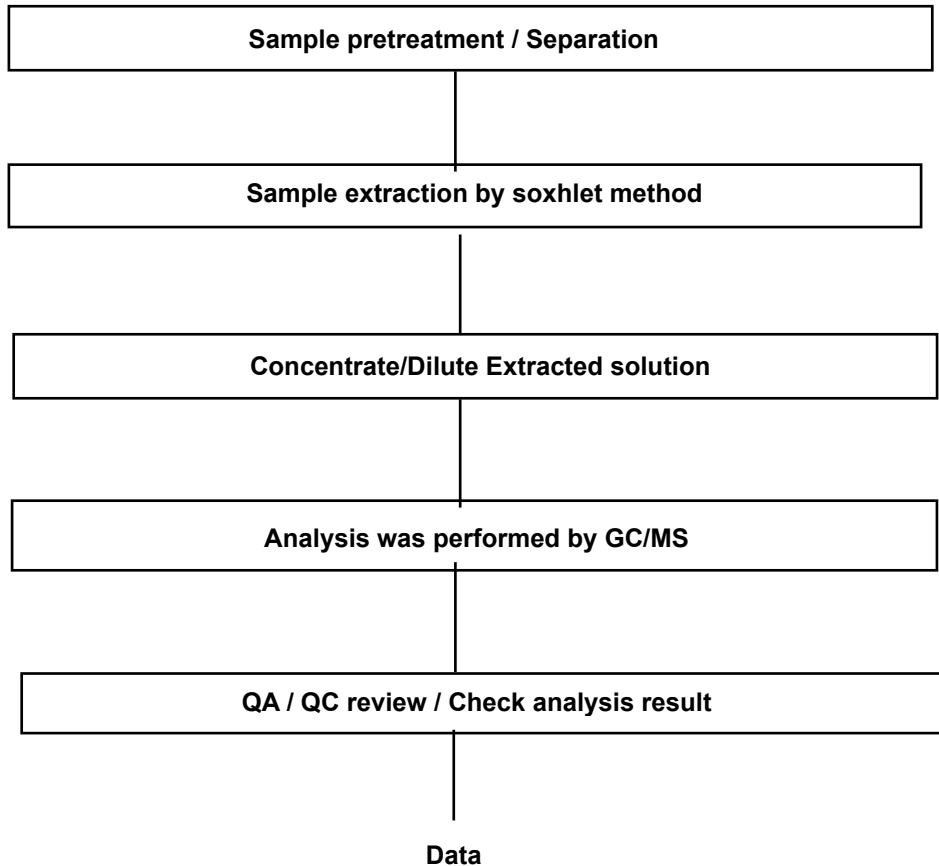 Sample pretreatment / Separation
Sample extraction by soxhlet method
Concentrate/Dilute Extracted solution
Analysis was performed by GC/MS
QA / QC review / Check analysis result
Data